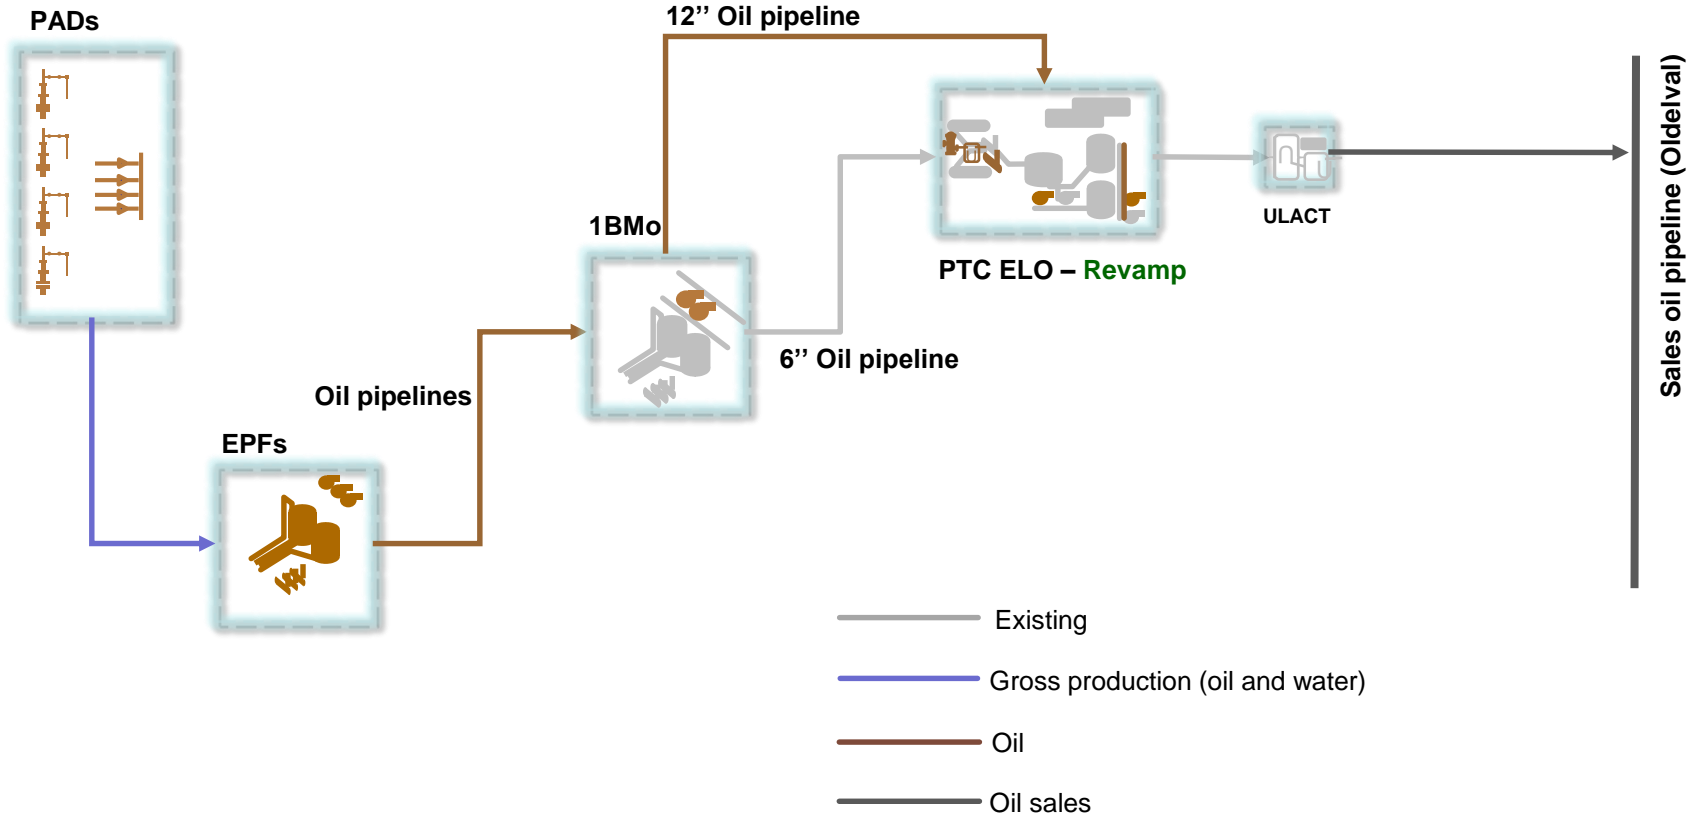 PADs
12’’ Oil pipeline
1BMo
PTC ELO – Revamp
ULACT
6’’ Oil pipeline
Oil pipelines
EPFs
Sales oil pipeline (Oldelval)
Existing
Gross production (oil and water)
Oil
Oil sales